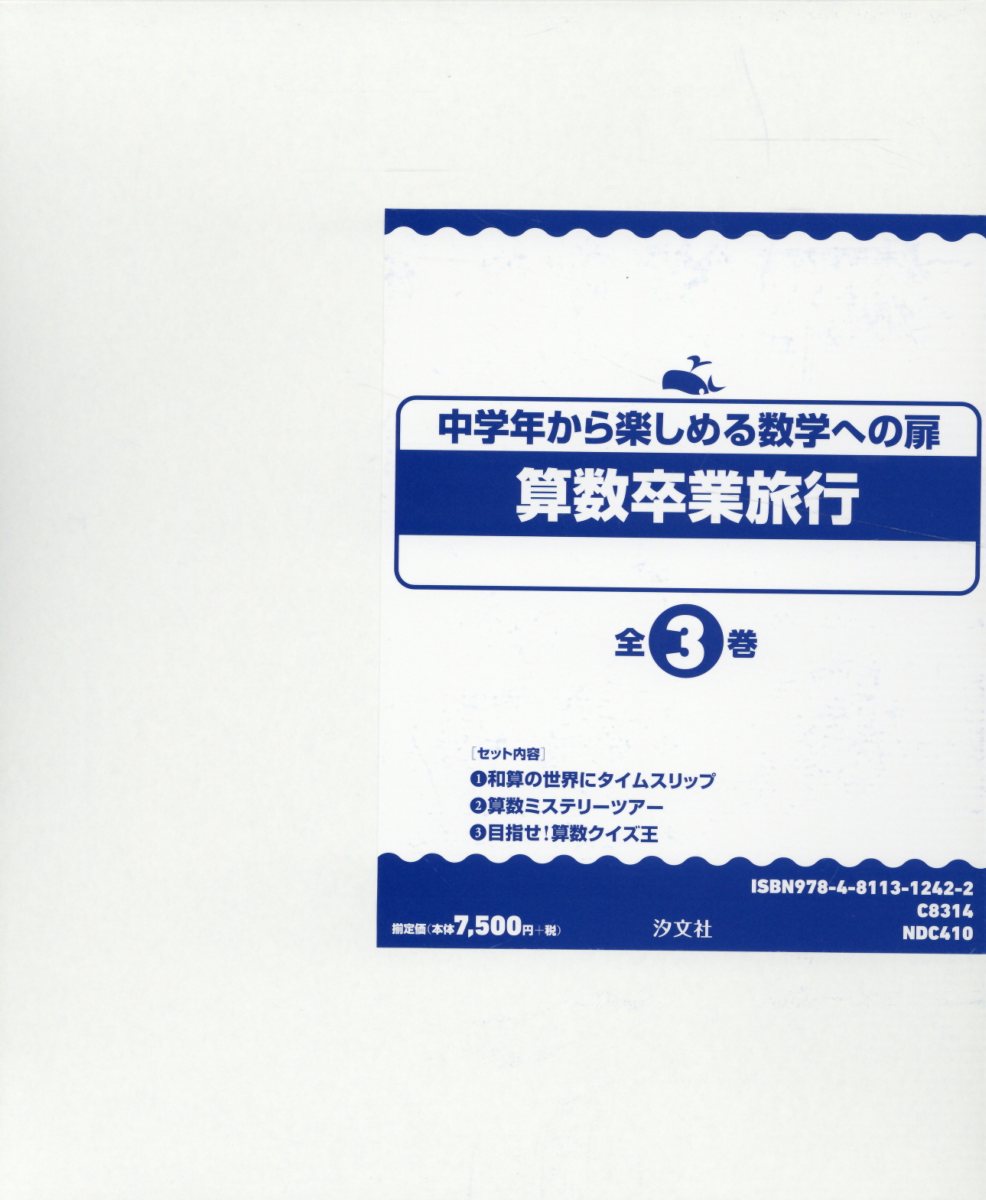 中学年から楽しめる数学への扉
算数卒業旅行
全3巻
[セット内容]
❶和算の世界にタイムスリップ
❷算数ミステリーツアー
❸目指せ!算数クイズ王
ISBN978-4-8113-1242-2
C8314
NDC410
揃定価(本体7,500円+税)
汐文社